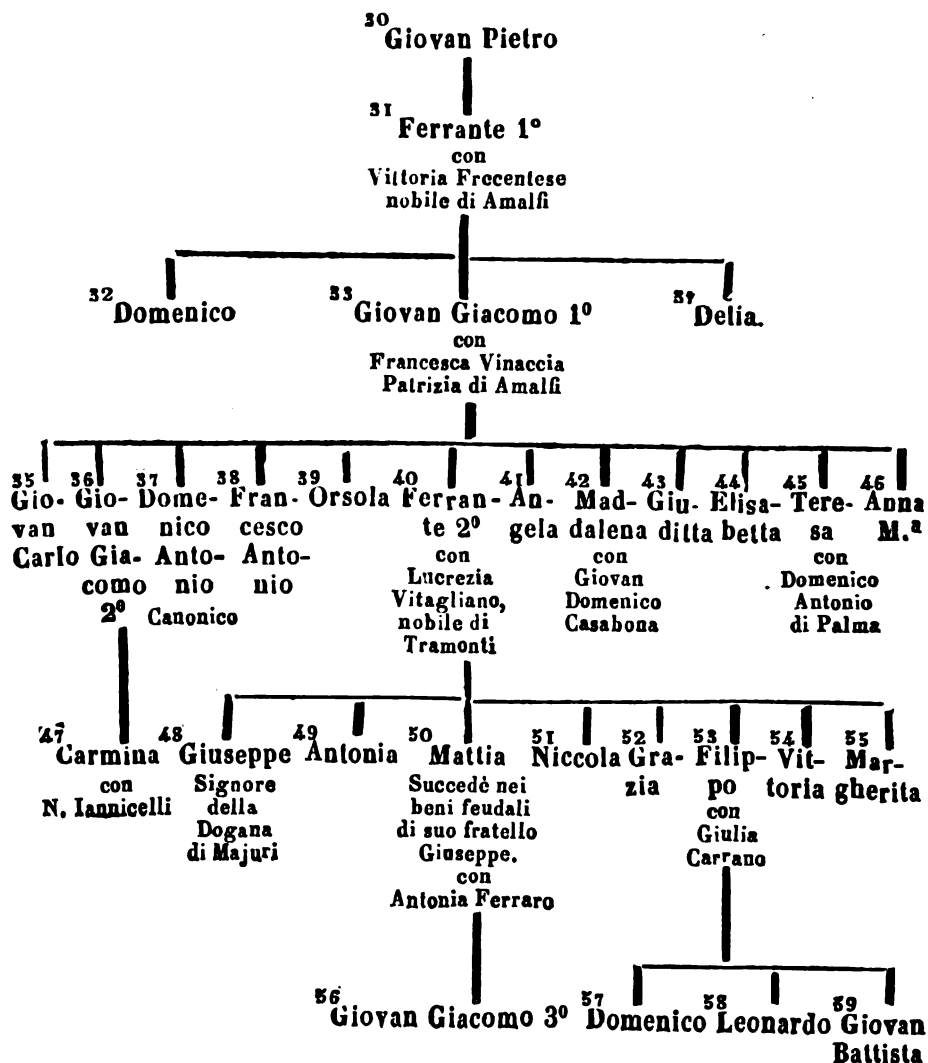 30 Giovan Pietro
31 Ferrante 1º
con
Vittoria Frecentese
nobile di Amalfi
32 Domenico 33 Giovan Giacomo 1º 34 Delia.
con
Francesca Vinaccia
Patrizia di Amalfi
35 36 37 38 39 40 41 42 43 44 45 46
Gio- Gio- Dome- Fran- Orsola Ferran- An- Mad- Giu- Elisa- Tere- Anna
van van nico cesco te 2º gela dalena ditta betta sa M.ª
Carlo Gia- Anto- Anto- con con con
como nio nio Lucrezia Giovan Domenico
2º Canonico Vitagliano, Domenico Antonio
nobile di Casabona di Palma
Tramonti
47 48 49 50 51 52 53 54 55
Carmina Giuseppe Antonia Mattia Niccola Gra- Filip- Vit- Mar-
con Signore Succedè nei zia po toria gherita
N. Iannicelli della beni feudali con
Dogana di suo fratello Giulia
di Majuri Giuseppe. Carrano
con
Antonia Ferraro
56 57 58 59
Giovan Giacomo 3º Domenico Leonardo Giovan
Battista